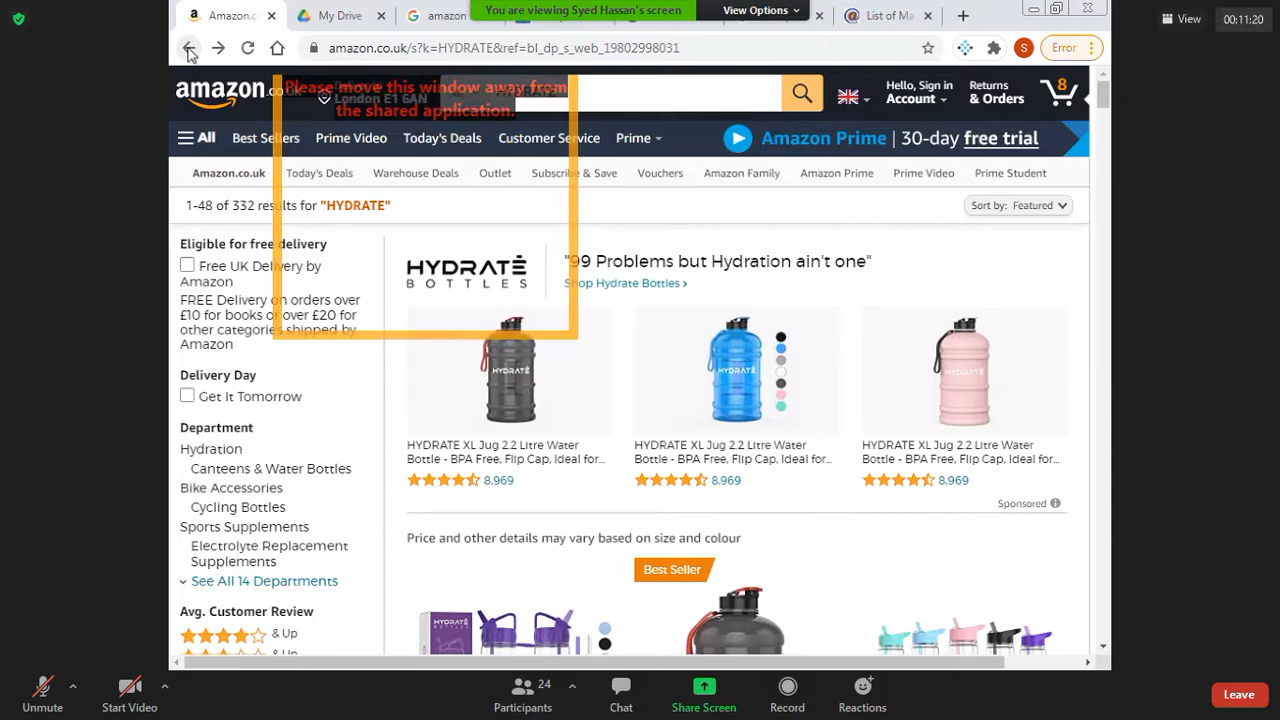 Amazon.c
My Drive
amazon
You are viewing Syed Hassan's screen
View Options
List of Ma
View
00:11:20
amazon.co.uk/s?k=HYDRATE&ref=bl_dp_s_web_19802998031
S
Error
amazon
Please move this window away from
the shared application.
London E1 6AN
Hello, Sign in
Account
Returns
& Orders
8
All
Best Sellers
Prime Video
Today's Deals
Customer Service
Prime
Amazon Prime | 30-day free trial
Amazon.co.uk
Today's Deals
Warehouse Deals
Outlet
Subscribe & Save
Vouchers
Amazon Family
Amazon Prime
Prime Video
Prime Student
1-48 of 332 results for "HYDRATE"
Sort by: Featured
Eligible for free delivery
Free UK Delivery by
Amazon
FREE Delivery on orders over
£10 for books or over £20 for
other categories shipped by
Amazon
Delivery Day
Get It Tomorrow
Department
Hydration
Canteens & Water Bottles
Bike Accessories
Cycling Bottles
Sports Supplements
Electrolyte Replacement
Supplements
See All 14 Departments
Avg. Customer Review
& Up
& Up
HYDRATĒ
BOTTLES
"99 Problems but Hydration ain't one"
Shop Hydrate Bottles ›
HYDRATĒ
HYDRATĒ
HYDRATĒ
HYDRATE XL Jug 2.2 Litre Water
Bottle - BPA Free, Flip Cap, Ideal for...
8,969
HYDRATE XL Jug 2.2 Litre Water
Bottle - BPA Free, Flip Cap, Ideal for...
8,969
HYDRATE XL Jug 2.2 Litre Water
Bottle - BPA Free, Flip Cap, Ideal for...
8,969
Sponsored
Price and other details may vary based on size and colour
Best Seller
HYDRATĒ
BOTTLES
Unmute
Start Video
24
Participants
Chat
Share Screen
Record
Reactions
Leave